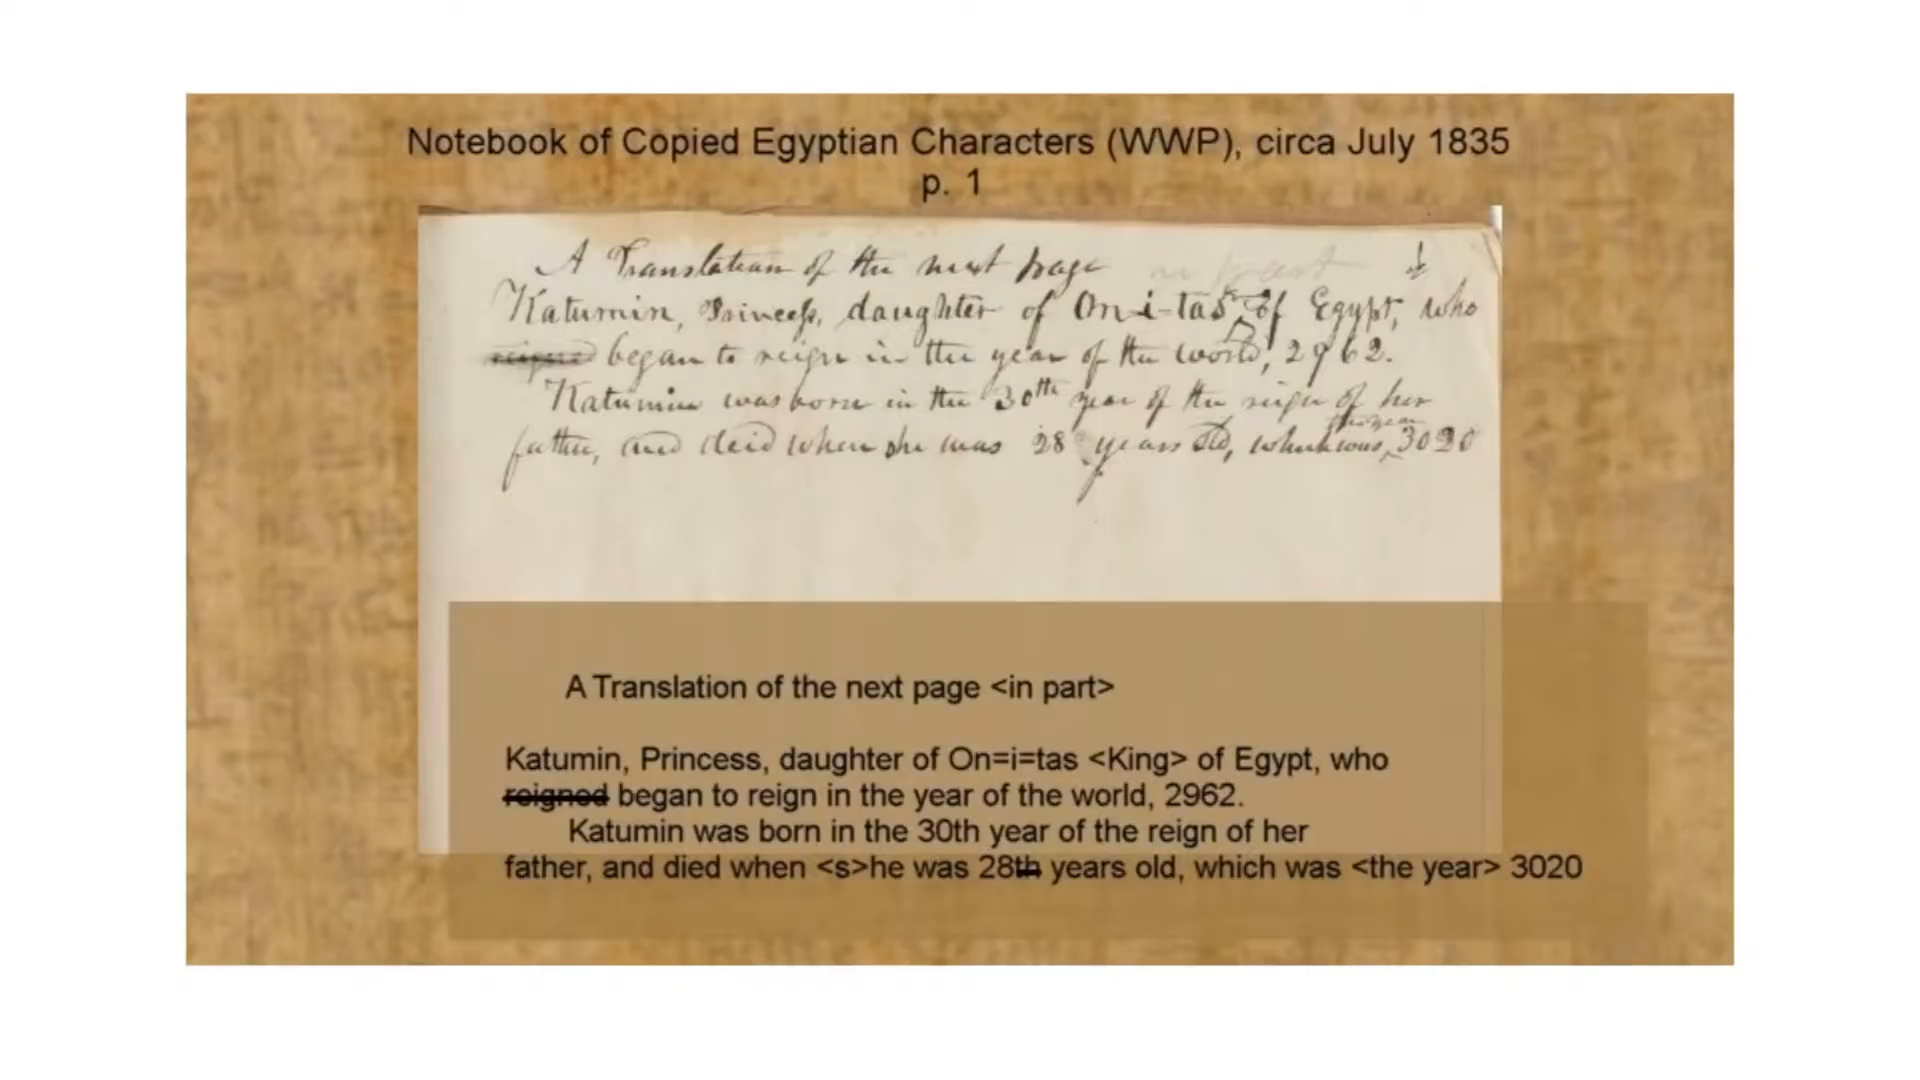 Notebook of Copied Egyptian Characters (WWP), circa July 1835
p. 1
A Translation of the next page in part 1
Katumin, Princess, daughter of On-i-tas of Egypt, who
began to reign in the year of the world, 2962.
Katumin was born in the 30th year of the reign of her
father, and deid when she was 28 years old, which was the year 3020
A Translation of the next page <in part>
Katumin, Princess, daughter of On=i=tas <King> of Egypt, who
reigned began to reign in the year of the world, 2962.
Katumin was born in the 30th year of the reign of her
father, and died when <s>he was 28th years old, which was <the year> 3020